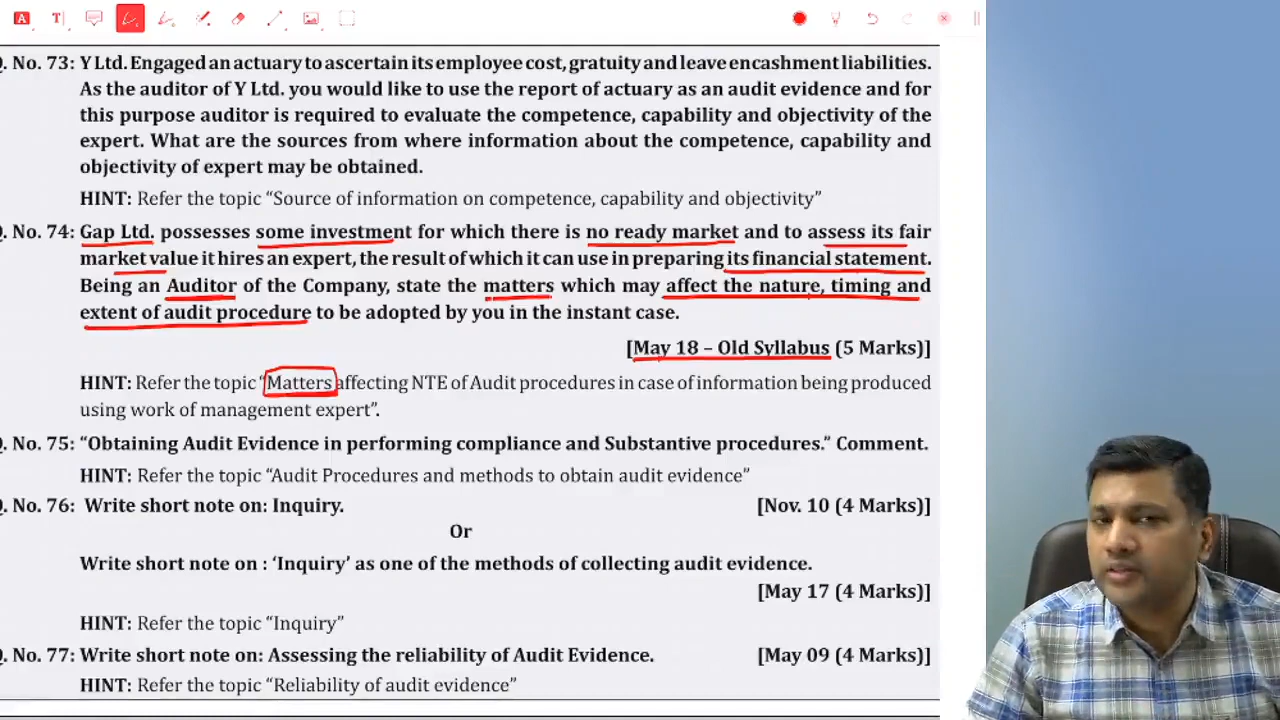 . No. 73: Y Ltd. Engaged an actuary to ascertain its employee cost, gratuity and leave encashment liabilities.
As the auditor of Y Ltd. you would like to use the report of actuary as an audit evidence and for
this purpose auditor is required to evaluate the competence, capability and objectivity of the
expert. What are the sources from where information about the competence, capability and
objectivity of expert may be obtained.
HINT: Refer the topic “Source of information on competence, capability and objectivity”
. No. 74: Gap Ltd. possesses some investment for which there is no ready market and to assess its fair
market value it hires an expert, the result of which it can use in preparing its financial statement.
Being an Auditor of the Company, state the matters which may affect the nature, timing and
extent of audit procedure to be adopted by you in the instant case.
[May 18 – Old Syllabus (5 Marks)]
HINT: Refer the topic “Matters affecting NTE of Audit procedures in case of information being produced
using work of management expert”.
. No. 75: “Obtaining Audit Evidence in performing compliance and Substantive procedures.” Comment.
HINT: Refer the topic “Audit Procedures and methods to obtain audit evidence”
. No. 76: Write short note on: Inquiry. [Nov. 10 (4 Marks)]
Or
Write short note on : ‘Inquiry’ as one of the methods of collecting audit evidence.
[May 17 (4 Marks)]
HINT: Refer the topic “Inquiry”
. No. 77: Write short note on: Assessing the reliability of Audit Evidence. [May 09 (4 Marks)]
HINT: Refer the topic “Reliability of audit evidence”